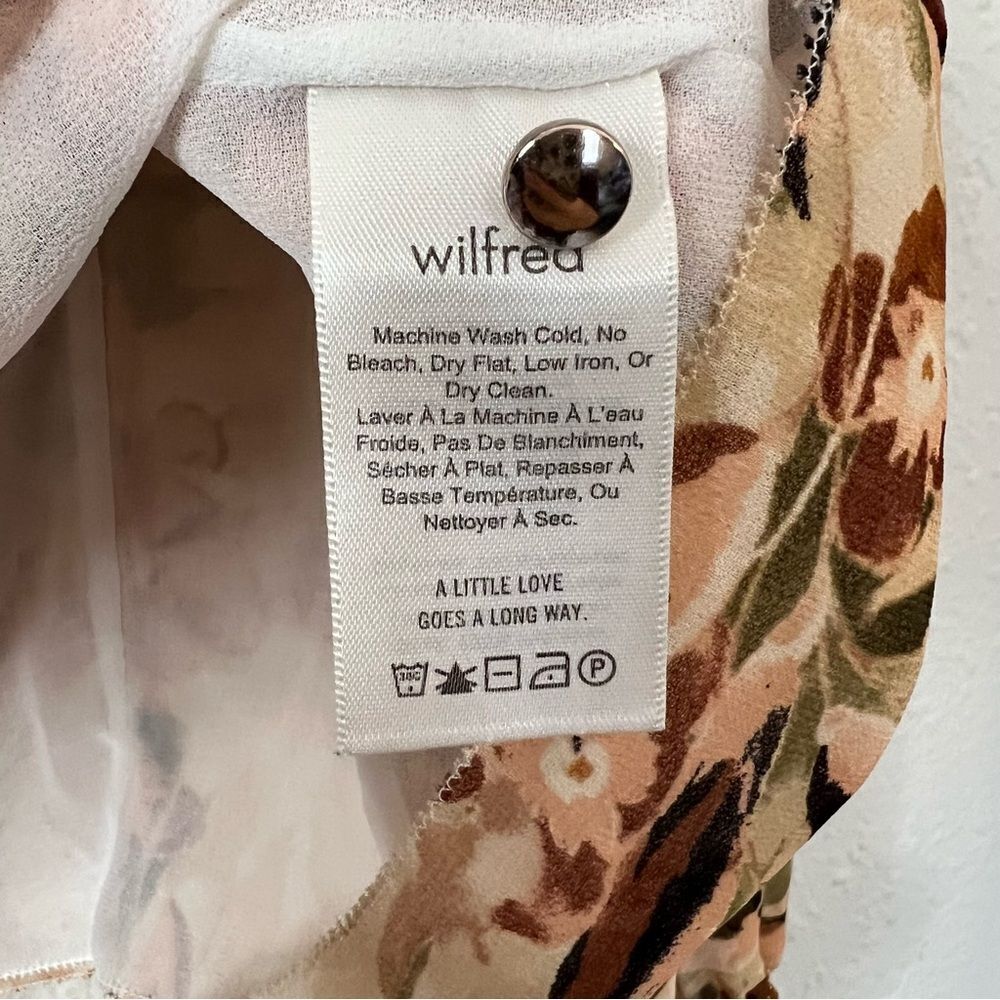 wilfred
Machine Wash Cold, No
Bleach, Dry Flat, Low Iron, Or
Dry Clean.
Laver À La Machine À L'eau
Froide, Pas De Blanchiment,
Sécher À Plat, Repasser À
Basse Température, Ou
Nettoyer À Sec.
A LITTLE LOVE
GOES A LONG WAY.
30C P